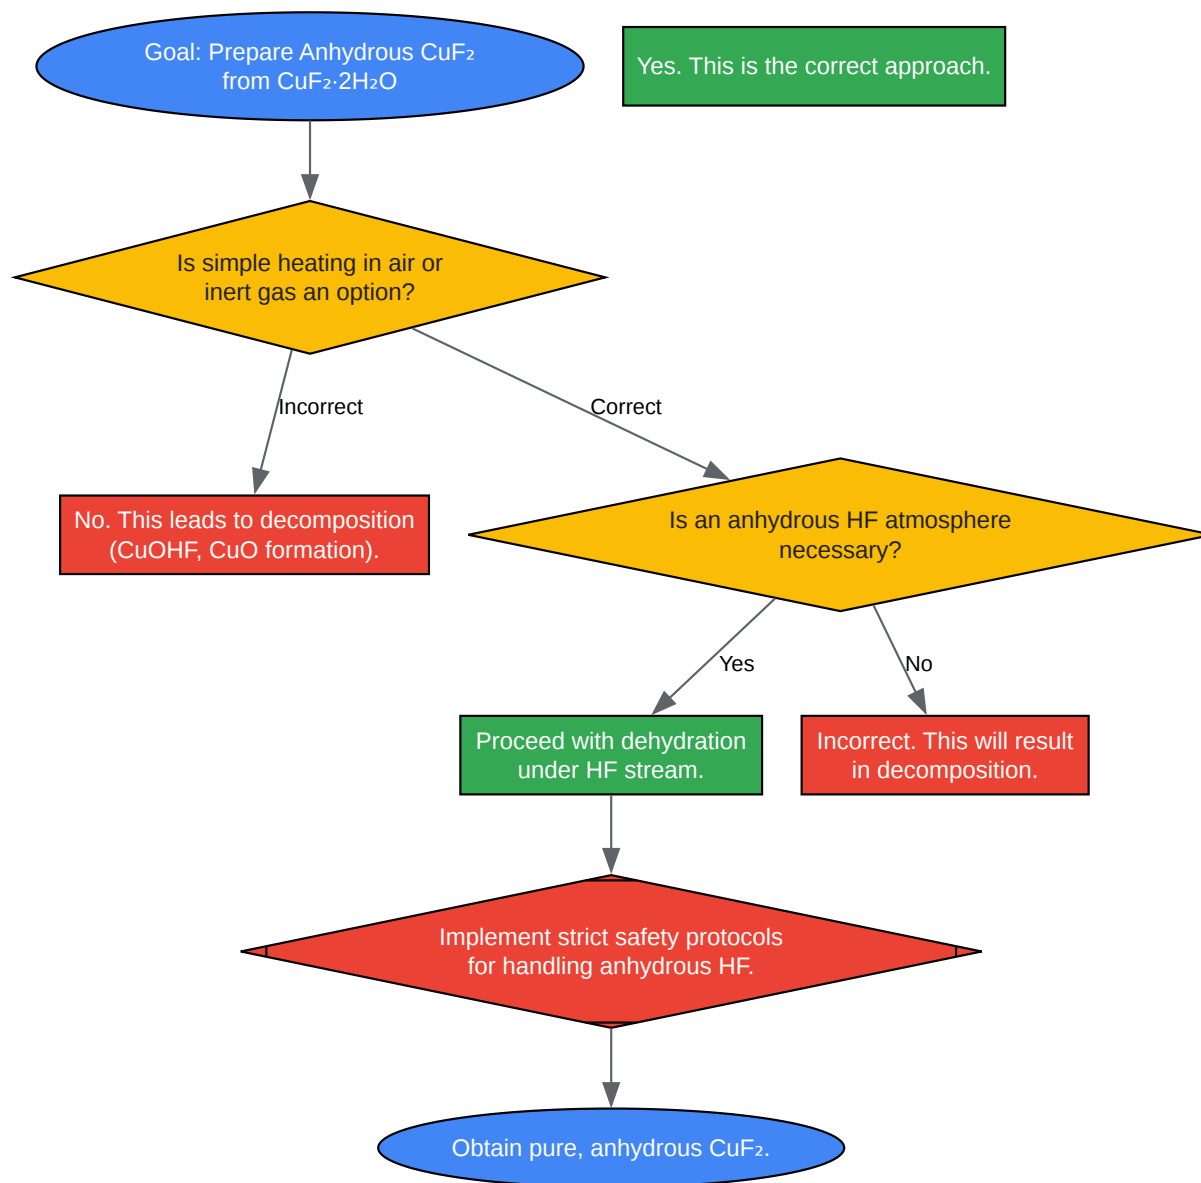 Goal: Prepare Anhydrous CuF₂
from CuF₂·2H₂O
Yes. This is the correct approach.
Is simple heating in air or
inert gas an option?
Incorrect
Correct
No. This leads to decomposition
(CuOHF, CuO formation).
Is an anhydrous HF atmosphere
necessary?
Yes
No
Proceed with dehydration
under HF stream.
Incorrect. This will result
in decomposition.
Implement strict safety protocols
for handling anhydrous HF.
Obtain pure, anhydrous CuF₂.